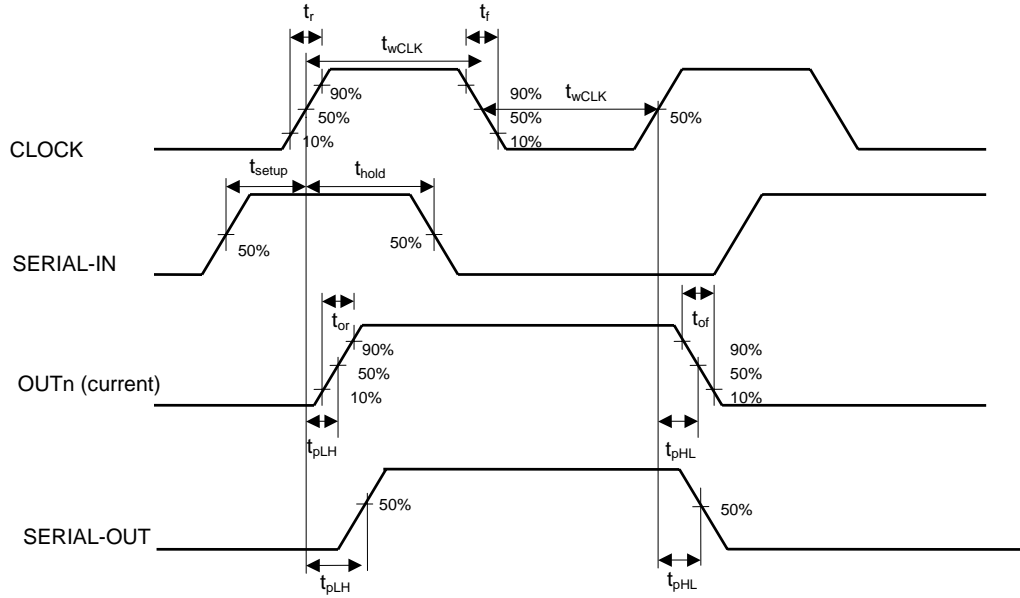 tr
tf
twCLK
90%
50%
10%
90%
50%
10%
twCLK
50%
CLOCK
tsetup
thold
50%
50%
SERIAL-IN
tor
tof
90%
50%
10%
90%
50%
10%
OUTn (current)
tpLH
tpHL
50%
50%
SERIAL-OUT
tpLH
tpHL